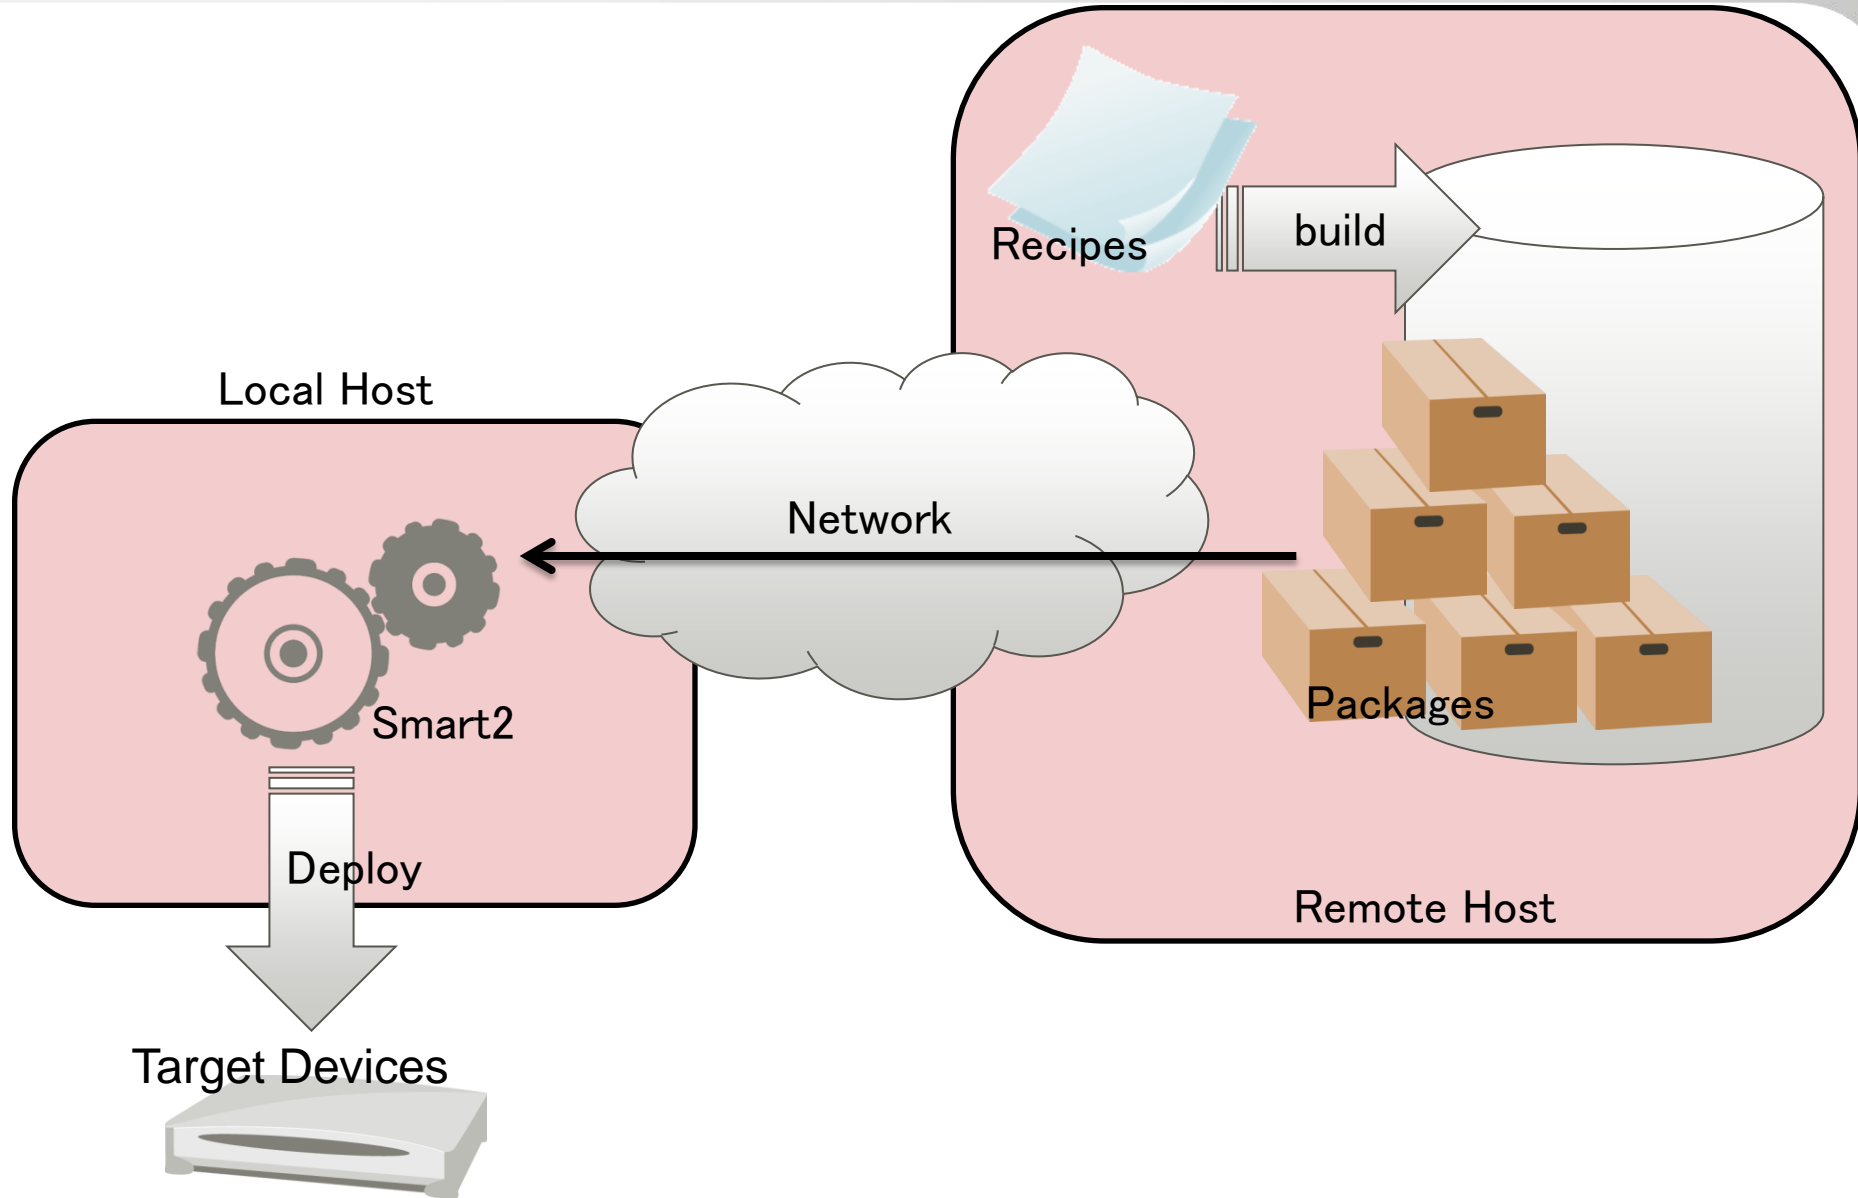 Recipes
build
Local Host
Network
Smart2
Packages
Deploy
Remote Host
Target Devices